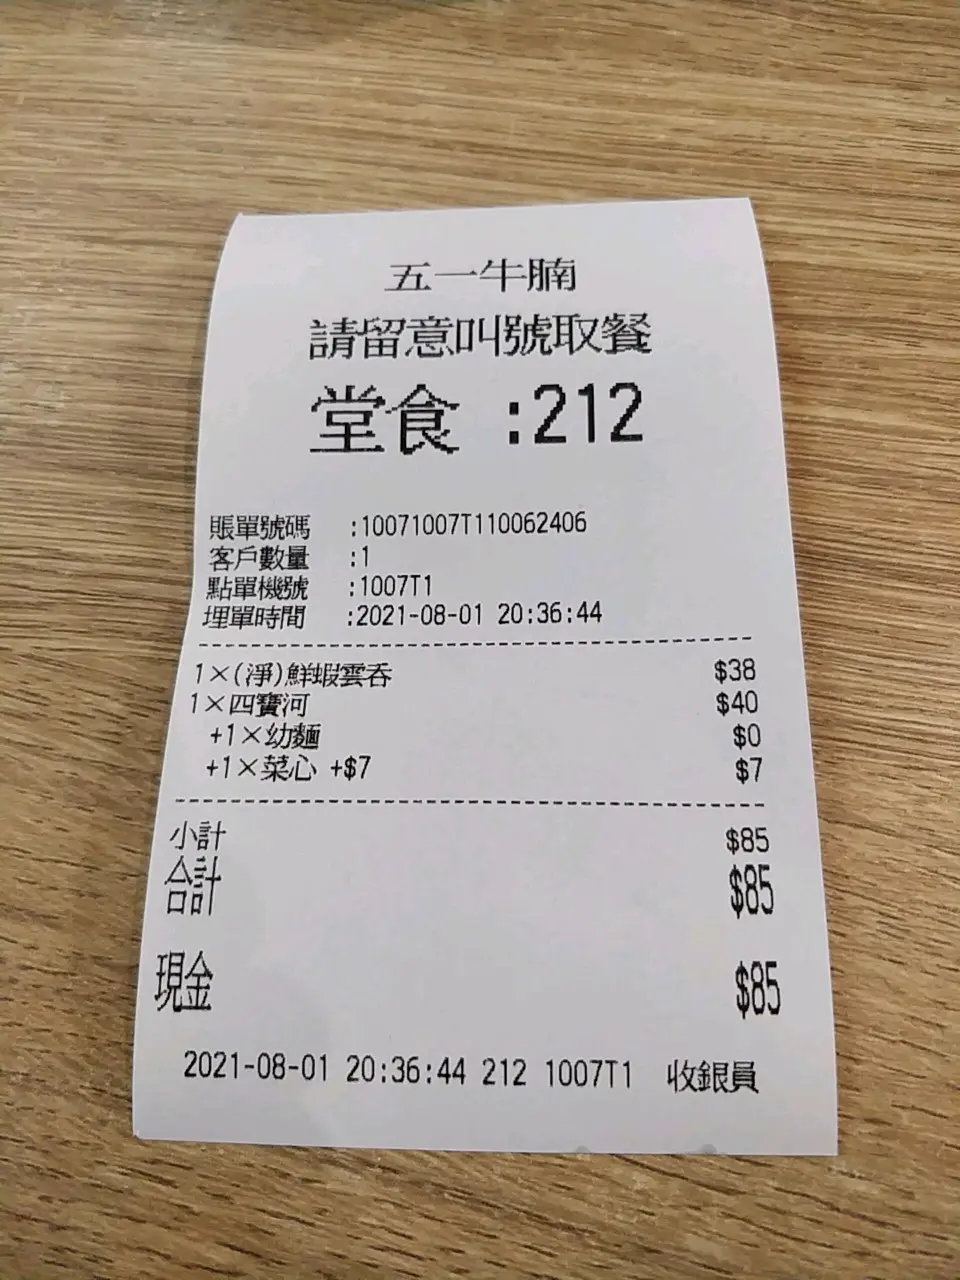 五一牛腩
請留意叫號取餐
堂食 :212
賬單號碼 :10071007T110062406
客戶數量 :1
點單機號 :1007T1
埋單時間 :2021-08-01 20:36:44
1×(淨)鮮蝦雲吞 $38
1×四寶河 $40
+1×幼麵 $0
+1×菜心 +$7 $7
小計 $85
合計 $85
現金 $85
2021-08-01 20:36:44 212 1007T1 收銀員